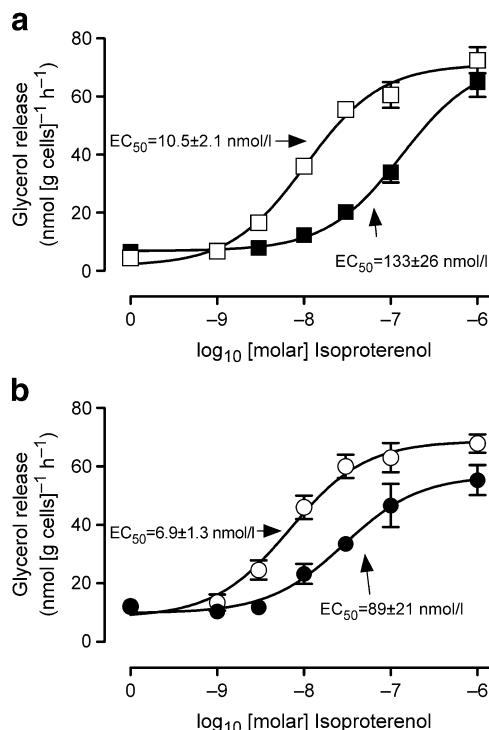 a
Glycerol release
(nmol [g cells]⁻¹ h⁻¹)
80
60
40
20
0
EC₅₀=10.5±2.1 nmol/l
EC₅₀=133±26 nmol/l
0 –9 –8 –7 –6
log₁₀ [molar] Isoproterenol
b
Glycerol release
(nmol [g cells]⁻¹ h⁻¹)
80
60
40
20
0
EC₅₀=6.9±1.3 nmol/l
EC₅₀=89±21 nmol/l
0 –9 –8 –7 –6
log₁₀ [molar] Isoproterenol